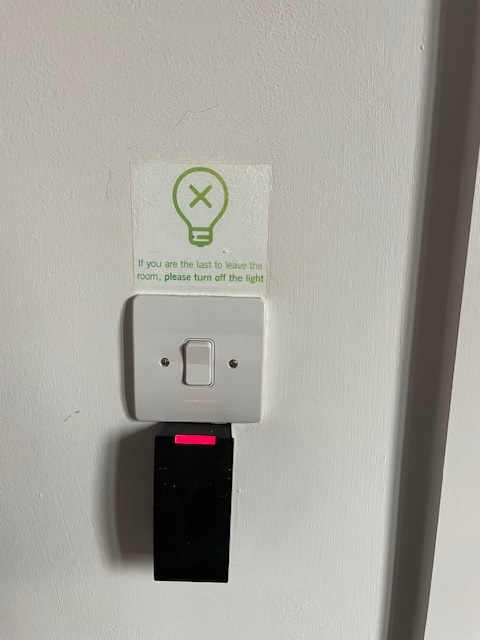 If you are the last to leave the
room, please turn off the light